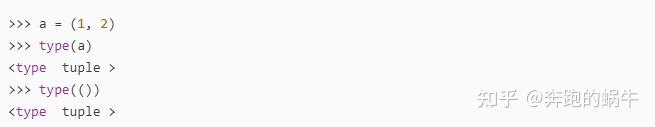 >>> a = (1, 2)
>>> type(a)
<type  tuple >
>>> type(())
<type  tuple >
知乎 @奔跑的蜗牛